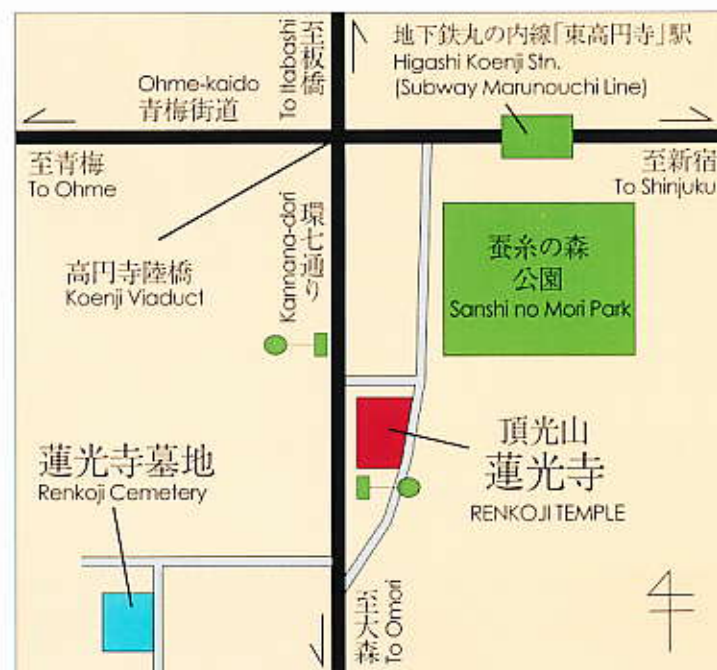 至板橋
To Itabashi
地下鉄丸の内線「東高円寺」駅
Higashi Koenji Stn.
(Subway Marunouchi Line)
Ohme-kaido
青梅街道
至青梅
To Ohme
至新宿
To Shinjuku
環七通り
Kannana-dori
高円寺陸橋
Koenji Viaduct
蚕糸の森
公園
Sanshi no Mori Park
蓮光寺墓地
Renkoji Cemetery
頂光山
蓮光寺
RENKOJI TEMPLE
至大森
To Omori